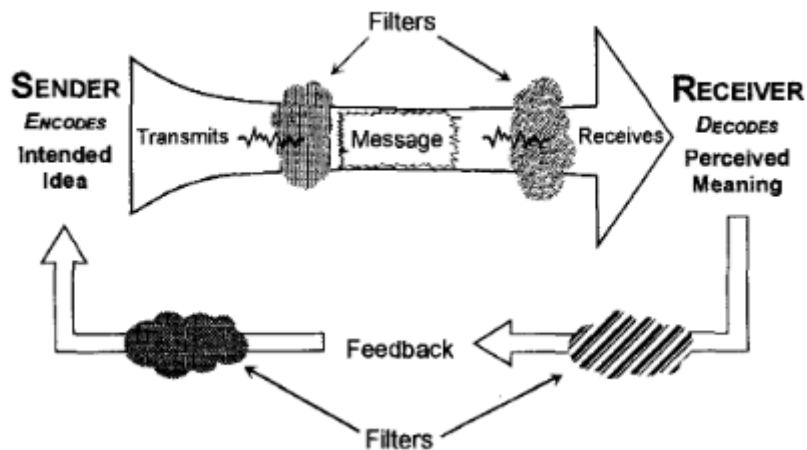 Filters
SENDER
ENCODES
Intended
Idea
Transmits
Message
Receives
RECEIVER
DECODES
Perceived
Meaning
Feedback
Filters